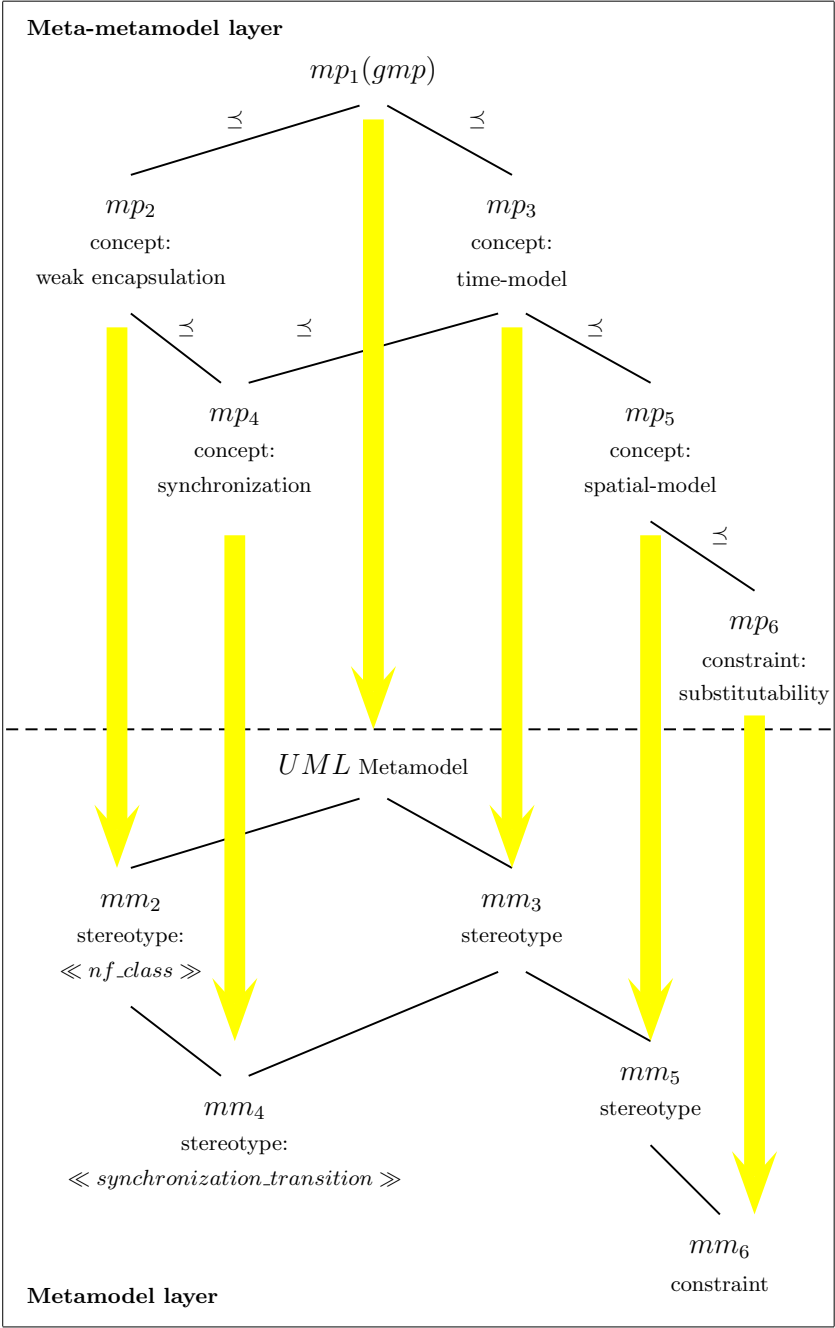 Meta-metamodel layer
mp₁(gmp)
⪯ ⪯
mp₂ mp₃
concept: concept:
weak encapsulation time-model
⪯ ⪯ ⪯
mp₄ mp₅
concept: concept:
synchronization spatial-model
⪯
mp₆
constraint:
substitutability
UML Metamodel
mm₂ mm₃
stereotype: stereotype
≪ nf_class ≫
mm₅
mm₄ stereotype
stereotype:
≪ synchronization_transition ≫
mm₆
constraint
Metamodel layer